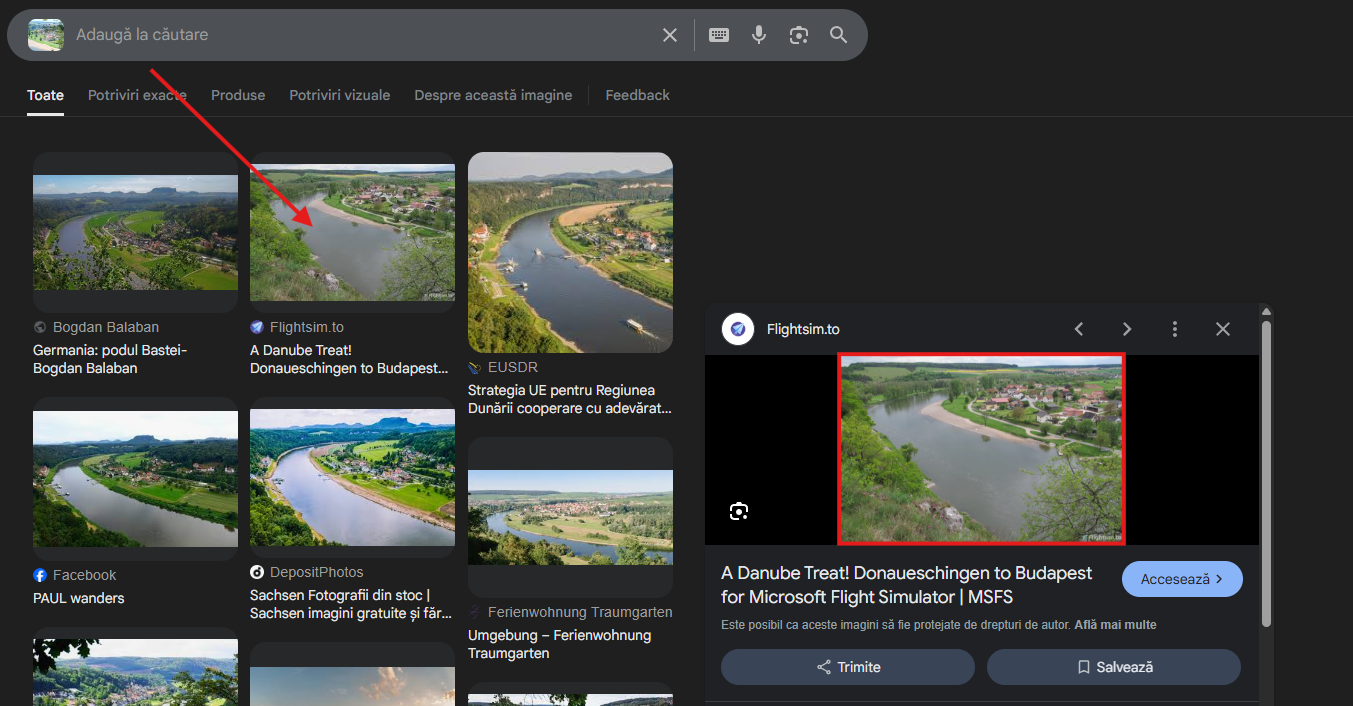 Adaugă la căutare
Toate
Potriviri exacte
Produse
Potriviri vizuale
Despre această imagine
Feedback
Bogdan Balaban
Germania: podul Bastei-
Bogdan Balaban
Flightsim.to
A Danube Treat!
Donaueschingen to Budapest...
EUSDR
Strategia UE pentru Regiunea
Dunării cooperare cu adevărat...
Facebook
PAUL wanders
DepositPhotos
Sachsen Fotografii din stoc |
Sachsen imagini gratuite și făr...
Ferienwohnung Traumgarten
Umgebung – Ferienwohnung
Traumgarten
Flightsim.to
Flightsim.to
A Danube Treat! Donaueschingen to Budapest
for Microsoft Flight Simulator | MSFS
Accesează
Este posibil ca aceste imagini să fie protejate de drepturi de autor. Află mai multe
Trimite
Salvează